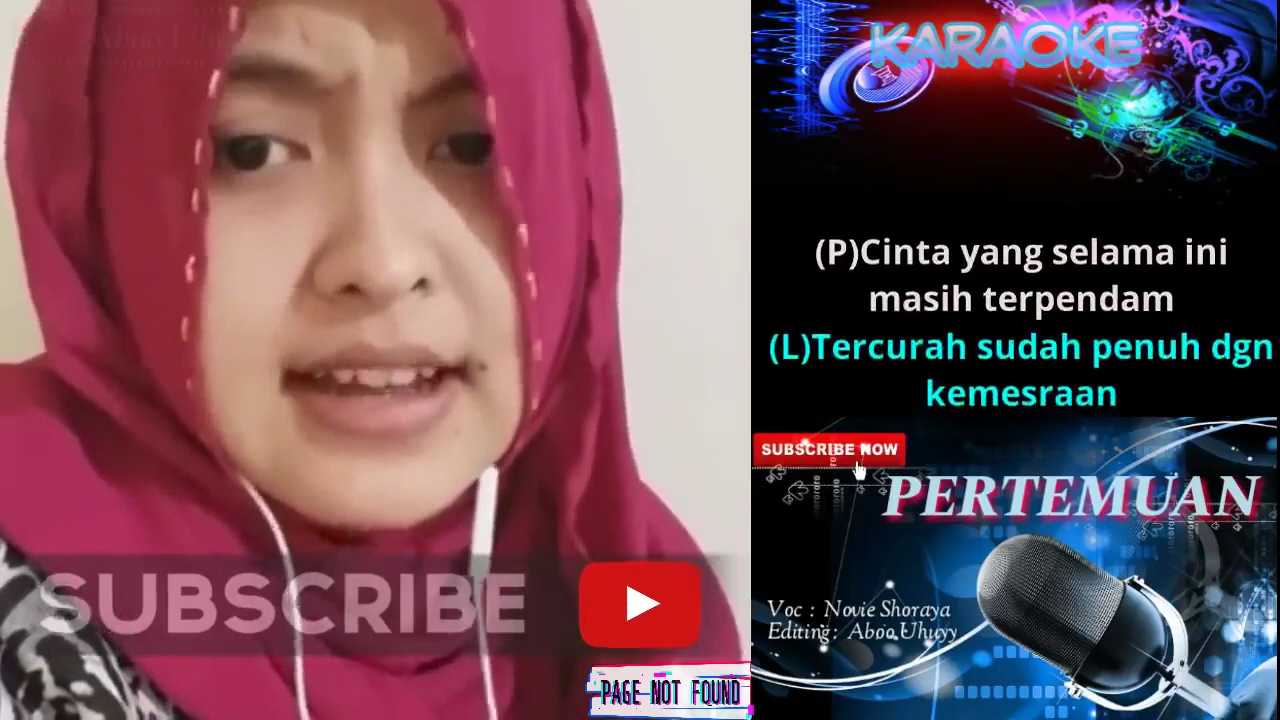 KARAOKE
(P)Cinta yang selama ini
masih terpendam
(L)Tercurah sudah penuh dgn
kemesraan
SUBSCRIBE NOW
PERTEMUAN
Voc : Novie Shoraya
Editing : Aboo Uhuyy
SUBSCRIBE
PAGE NOT FOUND